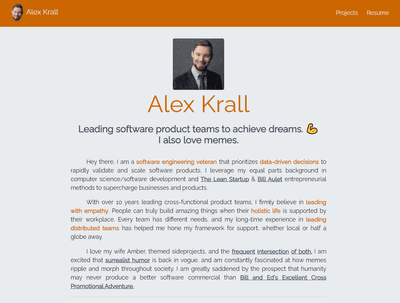 Alex Krall
Projects Resume
Alex Krall
Leading software product teams to achieve dreams. 💪
I also love memes.
Hey there, I am a software engineering veteran that prioritizes data-driven decisions to
rapidly validate and scale software products. I leverage my equal parts background in
computer science/software development and The Lean Startup & Bill Aulet entrepreneurial
methods to supercharge businesses and products.
With over 10 years leading cross-functional product teams, I firmly believe in leading
with empathy. People can truly build amazing things when their holistic life is supported by
their workplace. Every team has different needs, and my long-time experience in leading
distributed teams has helped me hone my framework for support, whether local or half a
globe away.
I love my wife Amber, themed sideprojects, and the frequent intersection of both. I am
excited that surrealist humor is back in vogue, and am constantly fascinated at how memes
ripple and morph throughout society. I am greatly saddened by the prospect that humanity
may never produce a better software commercial than Bill and Ed's Excellent Cross
Promotional Adventure.